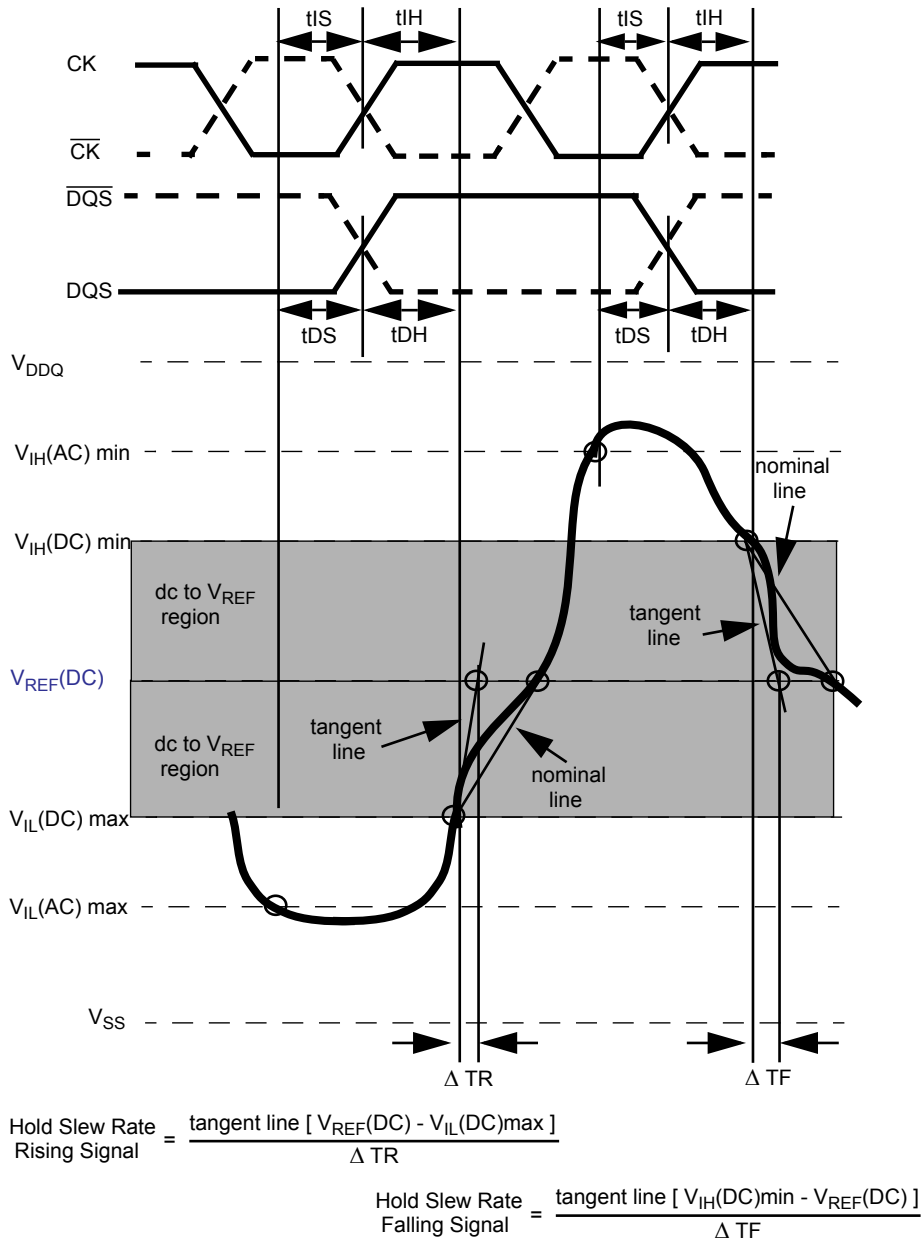 tIS tIH tIS tIH
CK
CK
DQS
DQS
tDS tDH tDS tDH
VDDQ
VIH(AC) min
nominal
line
VIH(DC) min
dc to VREF
region
tangent
line
VREF(DC)
tangent
line
dc to VREF
region
nominal
line
VIL(DC) max
VIL(AC) max
VSS
Δ TR Δ TF
Hold Slew Rate
Rising Signal = tangent line [ VREF(DC) - VIL(DC)max ]
Δ TR
Hold Slew Rate
Falling Signal = tangent line [ VIH(DC)min - VREF(DC) ]
Δ TF